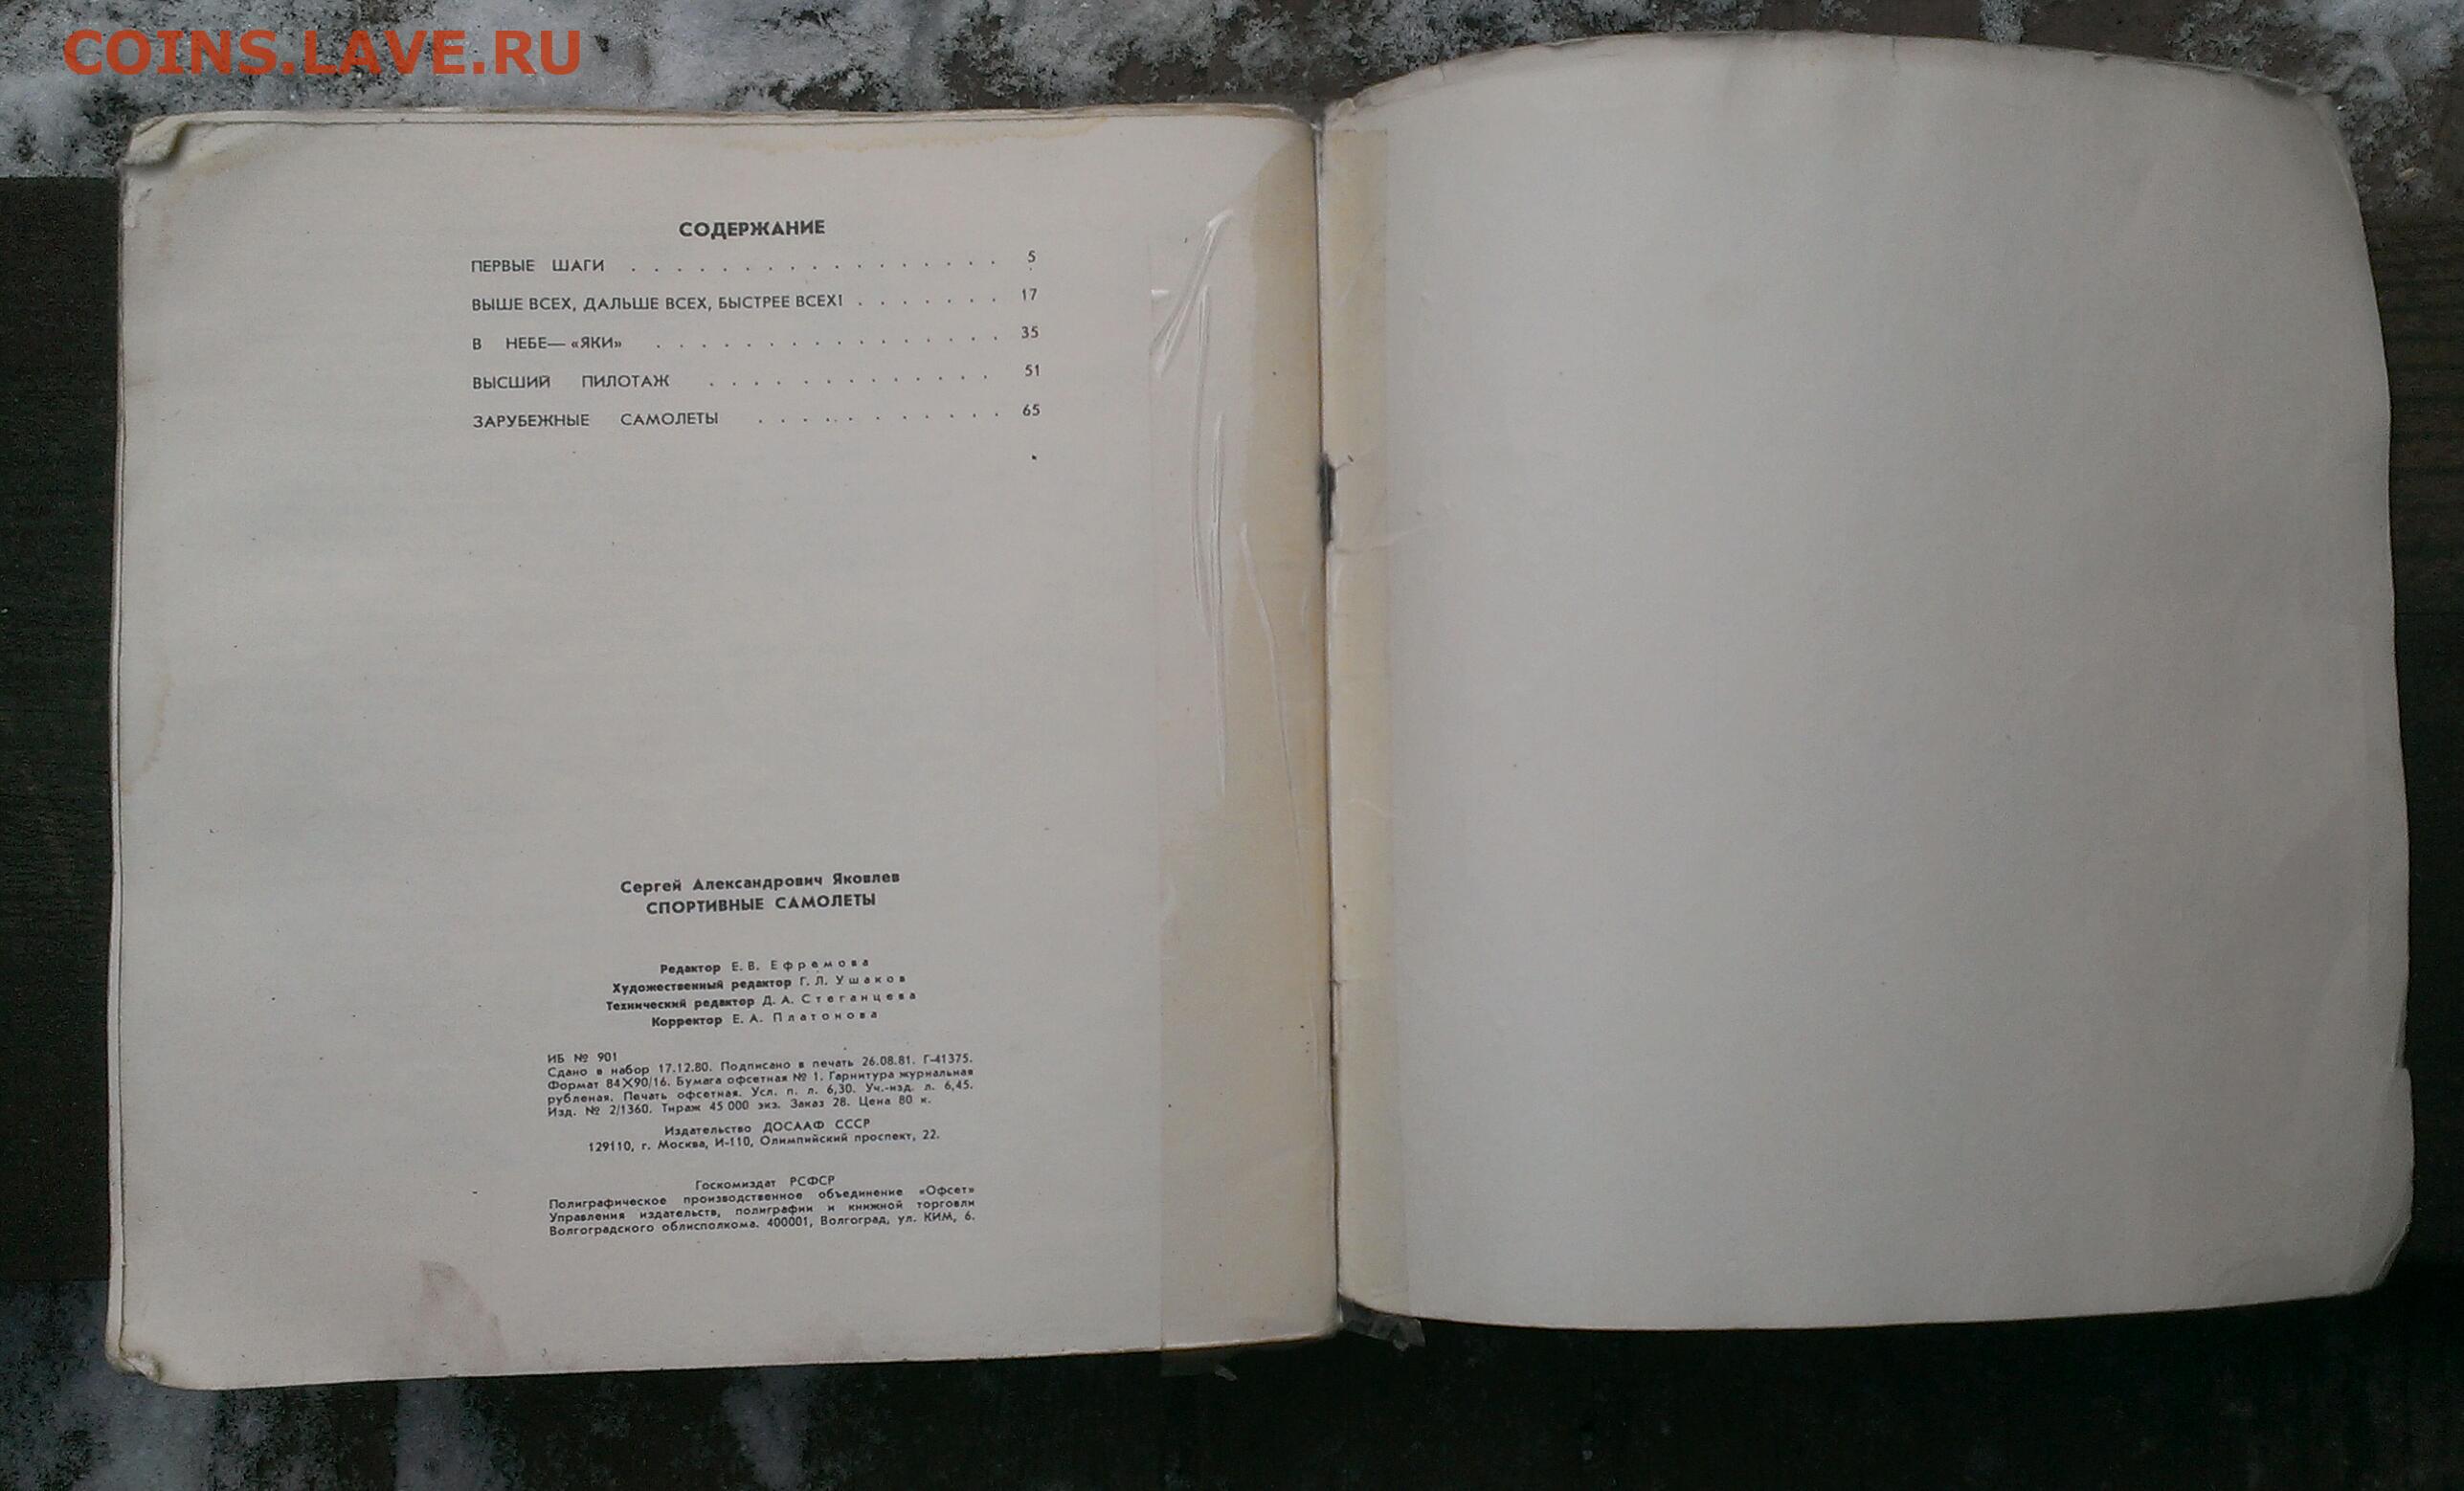 COINS.LAVE.RU
СОДЕРЖАНИЕ
ПЕРВЫЕ ШАГИ . . . . . . . . . . . . . . . . . 5
ВЫШЕ ВСЕХ, ДАЛЬШЕ ВСЕХ, БЫСТРЕЕ ВСЕХ! . . . . . . . 17
В НЕБЕ— «ЯКИ» . . . . . . . . . . . . . . . . 35
ВЫСШИЙ ПИЛОТАЖ . . . . . . . . . . . . . 51
ЗАРУБЕЖНЫЕ САМОЛЕТЫ . . . . . . . . . . . 65
Сергей Александрович Яковлев
СПОРТИВНЫЕ САМОЛЕТЫ
Редактор Е. В. Ефремова
Художественный редактор Г. Л. Ушаков
Технический редактор Д. А. Стеганцева
Корректор Е. А. Платонова
ИБ № 901
Сдано в набор 17.12.80. Подписано в печать 26.08.81. Г-41375.
Формат 84X90/16. Бумага офсетная № 1. Гарнитура журнальная
рубленая. Печать офсетная. Усл. п. л. 6,30. Уч.-изд. л. 6,45.
Изд. № 2/1360. Тираж 45 000 экз. Заказ 28. Цена 80 к.
Издательство ДОСААФ СССР
129110, г. Москва, И-110, Олимпийский проспект, 22.
Госкомиздат РСФСР
Полиграфическое производственное объединение «Офсет»
Управления издательств, полиграфии и книжной торговли
Волгоградского облисполкома. 400001, Волгоград, ул. КИМ, 6.